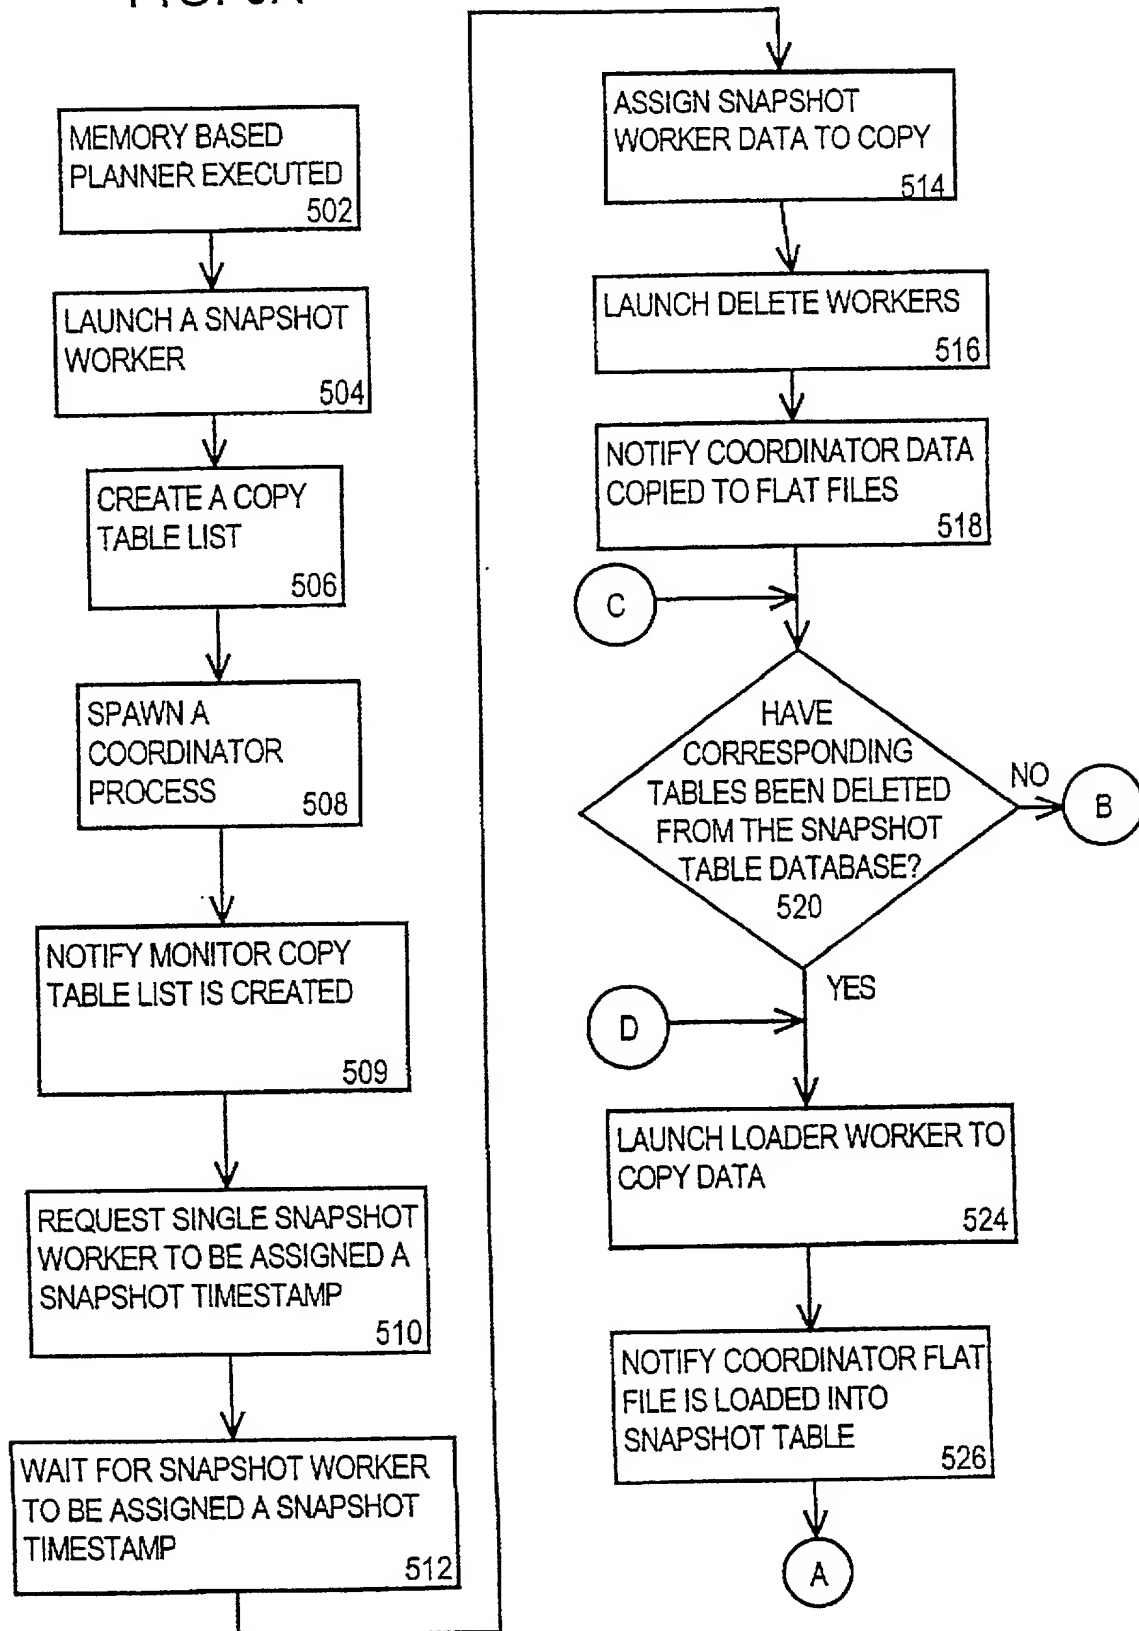 MEMORY BASED
PLANNER EXECUTED
502
LAUNCH A SNAPSHOT
WORKER
504
CREATE A COPY
TABLE LIST
506
SPAWN A
COORDINATOR
PROCESS
508
NOTIFY MONITOR COPY
TABLE LIST IS CREATED
509
REQUEST SINGLE SNAPSHOT
WORKER TO BE ASSIGNED A
SNAPSHOT TIMESTAMP
510
WAIT FOR SNAPSHOT WORKER
TO BE ASSIGNED A SNAPSHOT
TIMESTAMP
512
ASSIGN SNAPSHOT
WORKER DATA TO COPY
514
LAUNCH DELETE WORKERS
516
NOTIFY COORDINATOR DATA
COPIED TO FLAT FILES
518
C
HAVE
CORRESPONDING
TABLES BEEN DELETED
FROM THE SNAPSHOT
TABLE DATABASE?
520
NO
B
YES
D
LAUNCH LOADER WORKER TO
COPY DATA
524
NOTIFY COORDINATOR FLAT
FILE IS LOADED INTO
SNAPSHOT TABLE
526
A